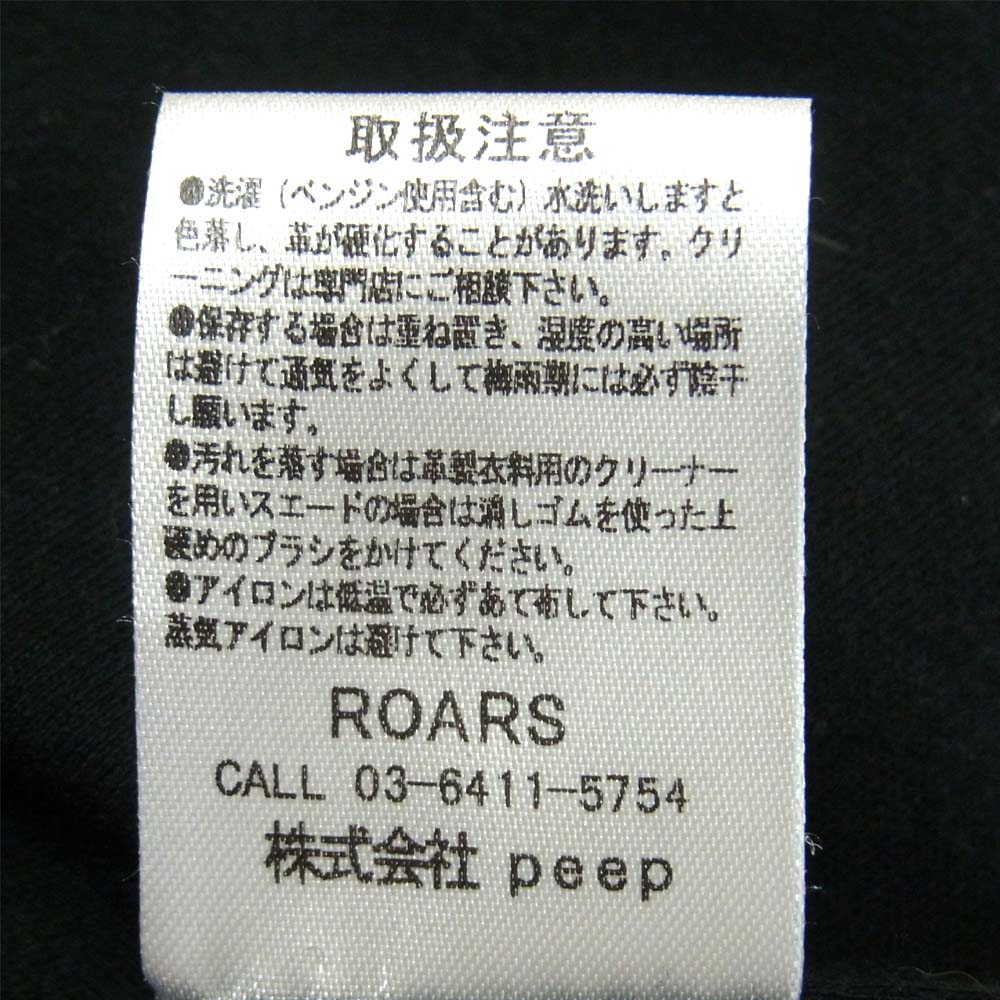 取扱注意
●洗濯（ベンジン使用含む）水洗いしますと
色落し、革が硬化することがあります。クリ
ーニングは専門店にご相談下さい。
●保存する場合は重ね置き、湿度の高い場所
は避けて通気をよくして梅雨期には必ず陰干
し願います。
●汚れを落す場合は革製衣料用のクリーナー
を用いスエードの場合は消しゴムを使った上
硬めのブラシをかけてください。
●アイロンは低温で必ずあて布して下さい。
蒸気アイロンは避けて下さい。
ROARS
CALL 03-6411-5754
株式会社 peep